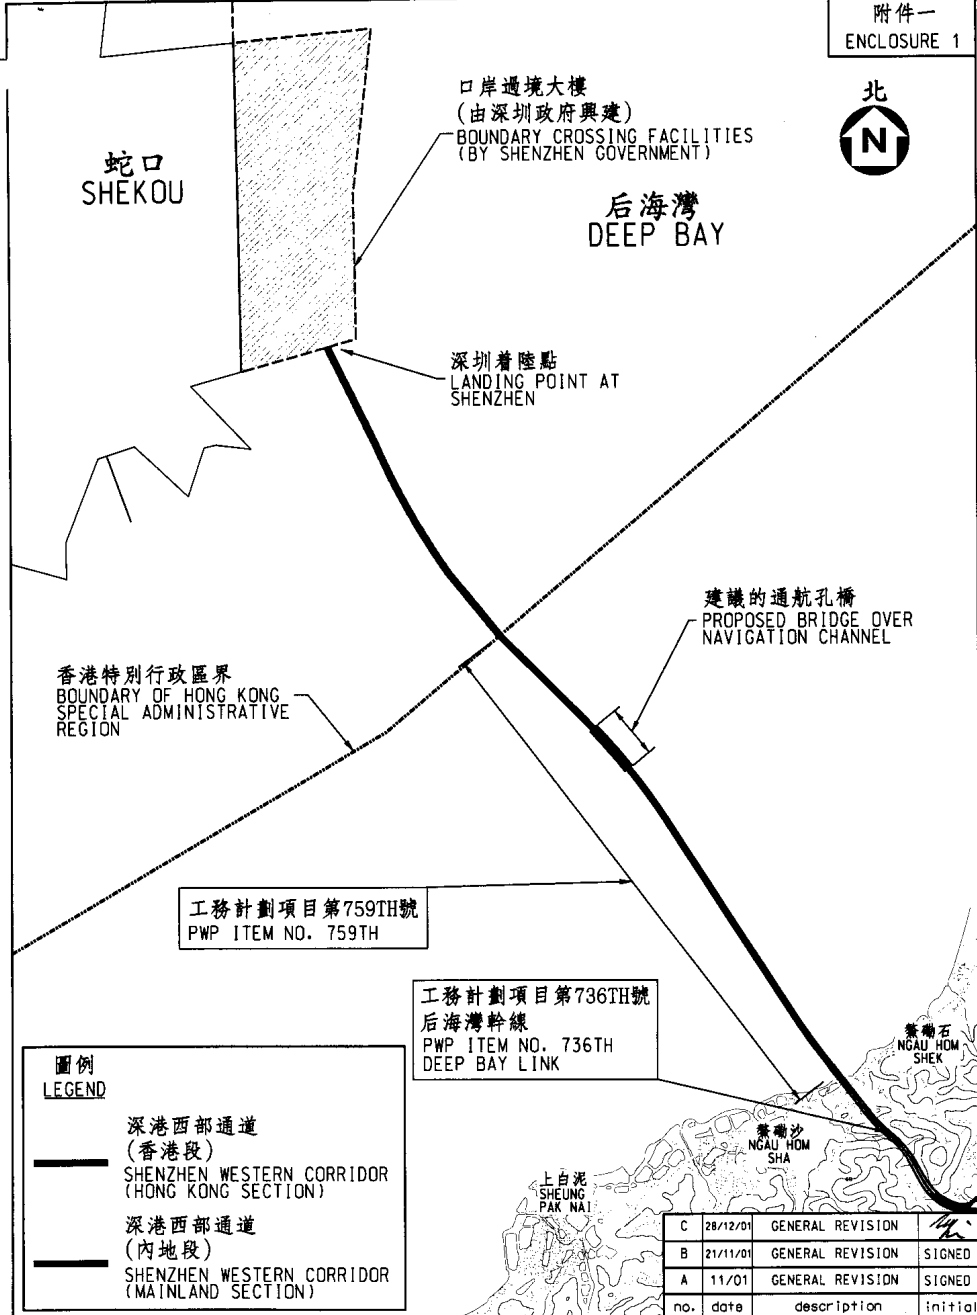 附件一
ENCLOSURE 1
北
N
口岸過境大樓
(由深圳政府興建)
BOUNDARY CROSSING FACILITIES
(BY SHENZHEN GOVERNMENT)
蛇口
SHEKOU
后海灣
DEEP BAY
深圳着陸點
LANDING POINT AT
SHENZHEN
建議的通航孔橋
PROPOSED BRIDGE OVER
NAVIGATION CHANNEL
香港特別行政區界
BOUNDARY OF HONG KONG
SPECIAL ADMINISTRATIVE
REGION
工務計劃項目第759TH號
PWP ITEM NO. 759TH
工務計劃項目第736TH號
后海灣幹線
PWP ITEM NO. 736TH
DEEP BAY LINK
NGAU HOM
SHEK
NGAU HOM
SHA
上白泥
SHEUNG
PAK NAI
圖例
LEGEND
深港西部通道
(香港段)
SHENZHEN WESTERN CORRIDOR
(HONG KONG SECTION)
深港西部通道
(內地段)
SHENZHEN WESTERN CORRIDOR
(MAINLAND SECTION)
C 28/12/01 GENERAL REVISION
B 21/11/01 GENERAL REVISION SIGNED
A 11/01 GENERAL REVISION SIGNED
no. date description initia